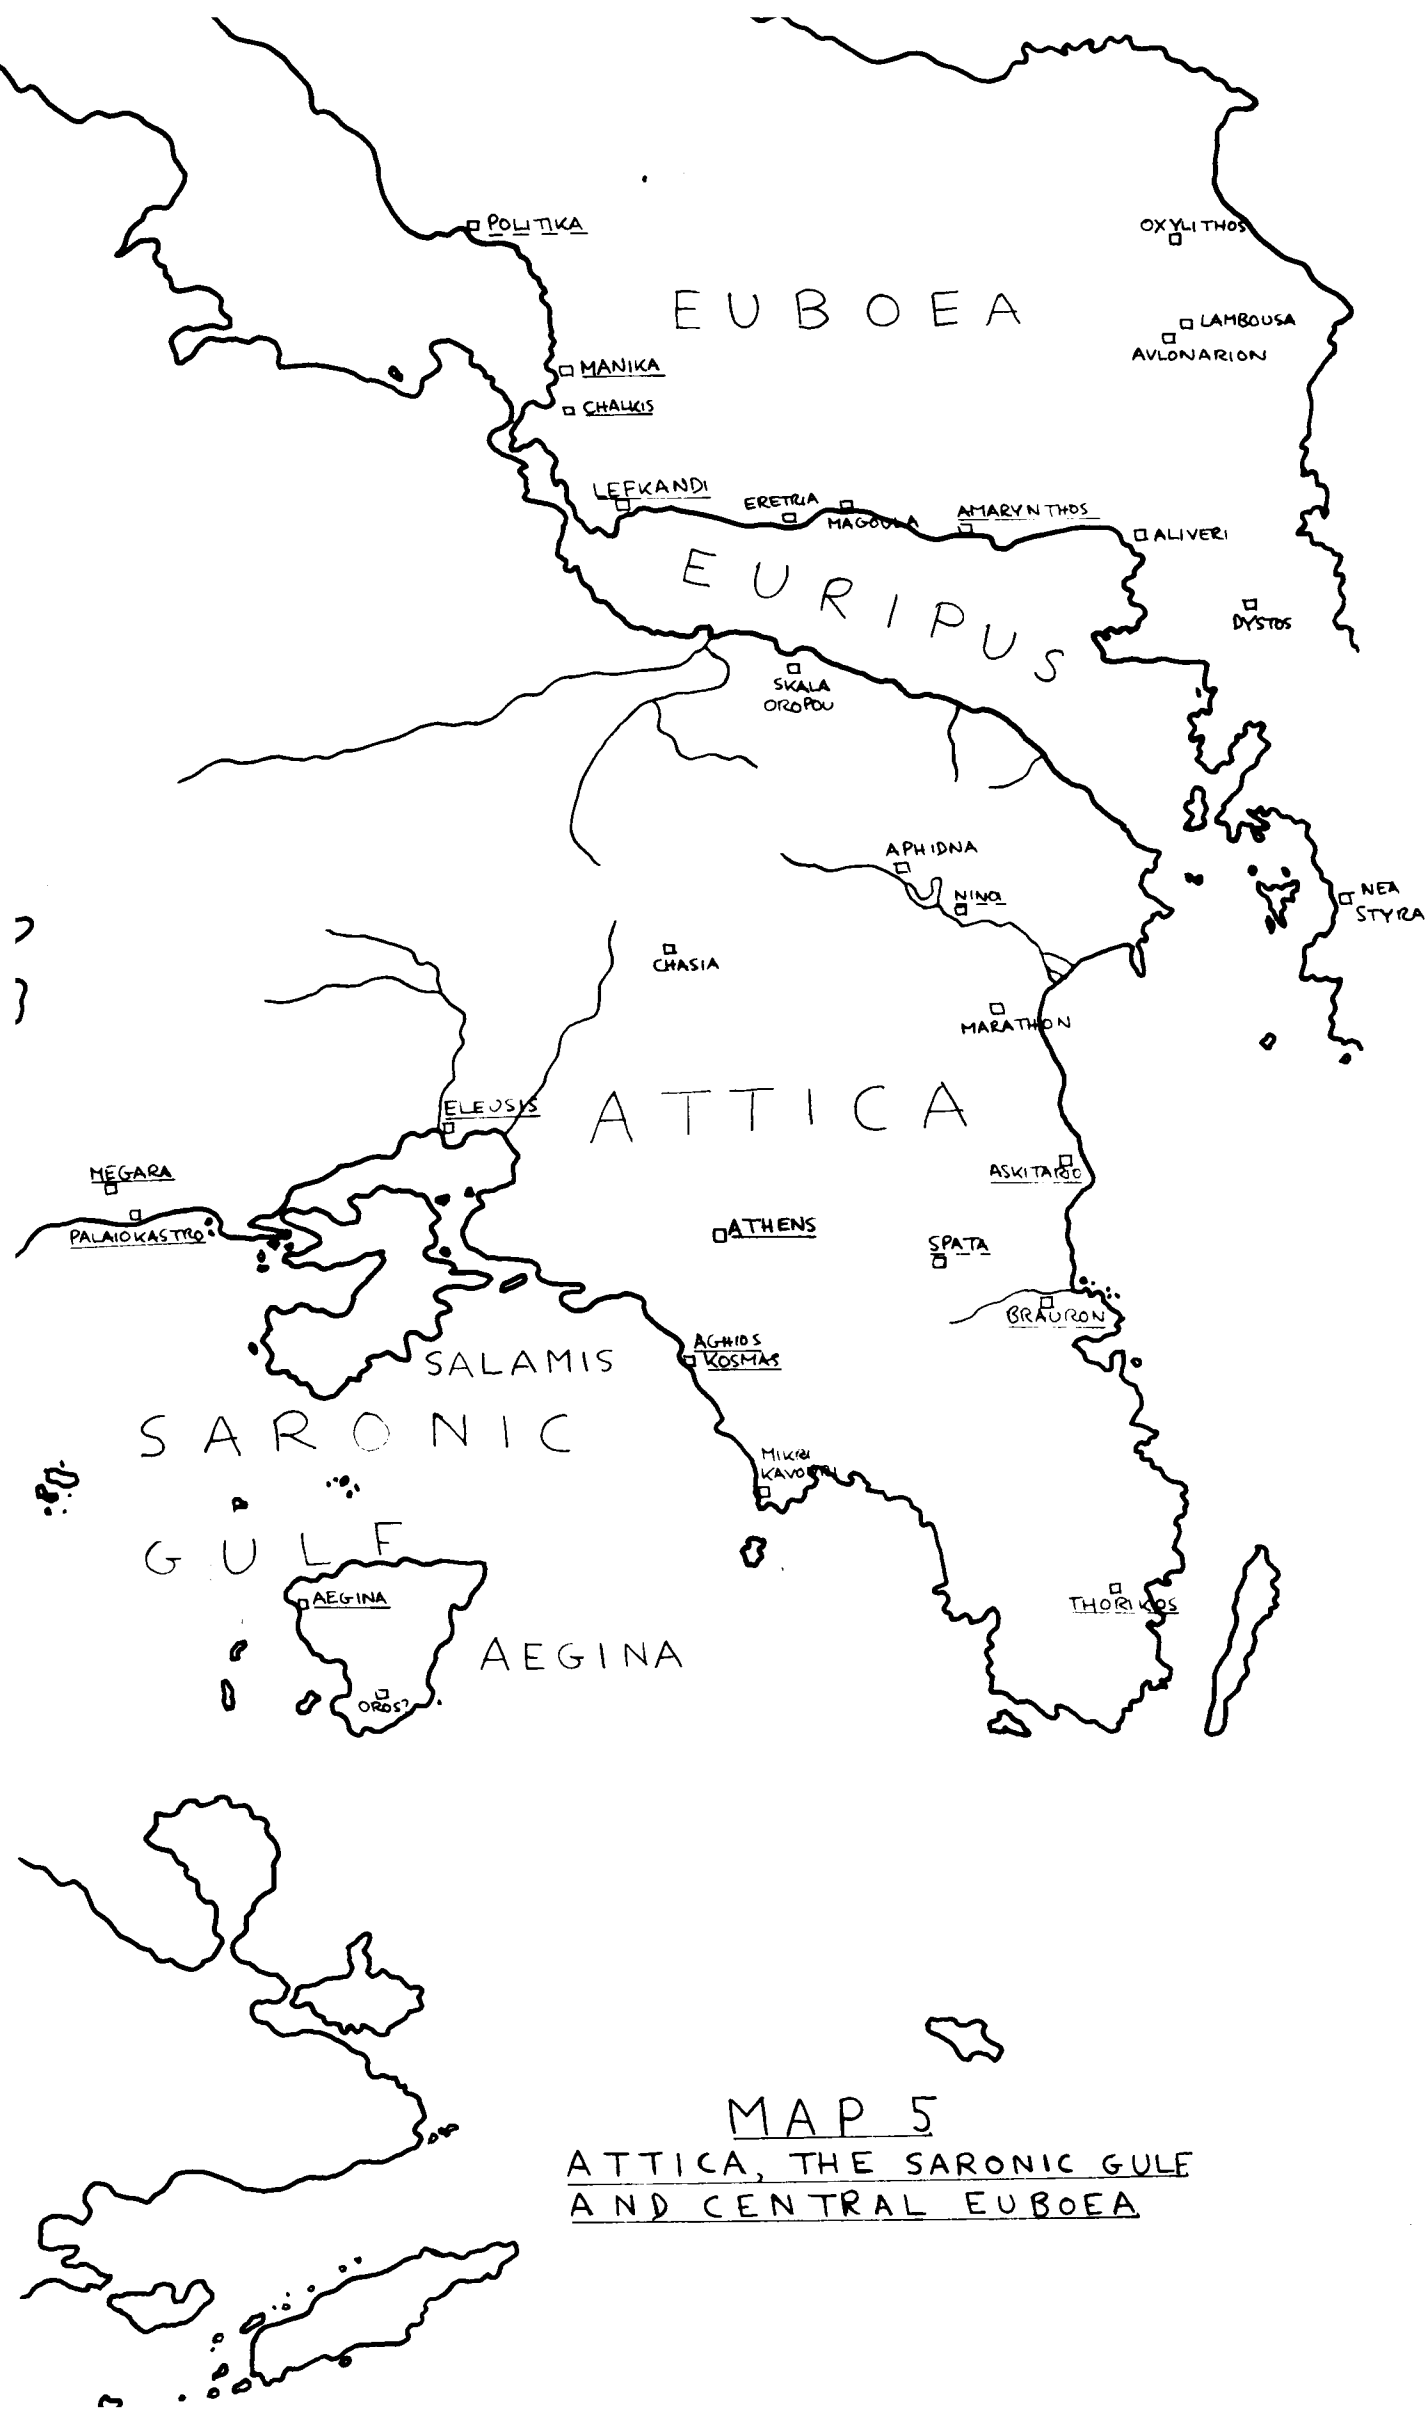 POLITIKA
OXYLITHOS
EUBOEA
LAMBOUSA
AVLONARION
MANIKA
CHALKIS
LEFKANDI
ERETRIA
MAGOULA
AMARYNTHOS
ALIVERI
EURIPUS
DYSTOS
SKALA
OROPOU
APHIDNA
NINOI
NEA
STYRA
CHASIA
MARATHON
ELEUSIS
ATTICA
MEGARA
ASKITARIO
PALAIOKASTRO
ATHENS
SPATA
BRAURON
AGHIOS
KOSMAS
SALAMIS
SARONIC
MIKRI
KAVOURI
GULF
AEGINA
THORIKOS
AEGINA
OROS?
MAP 5
ATTICA, THE SARONIC GULF
AND CENTRAL EUBOEA